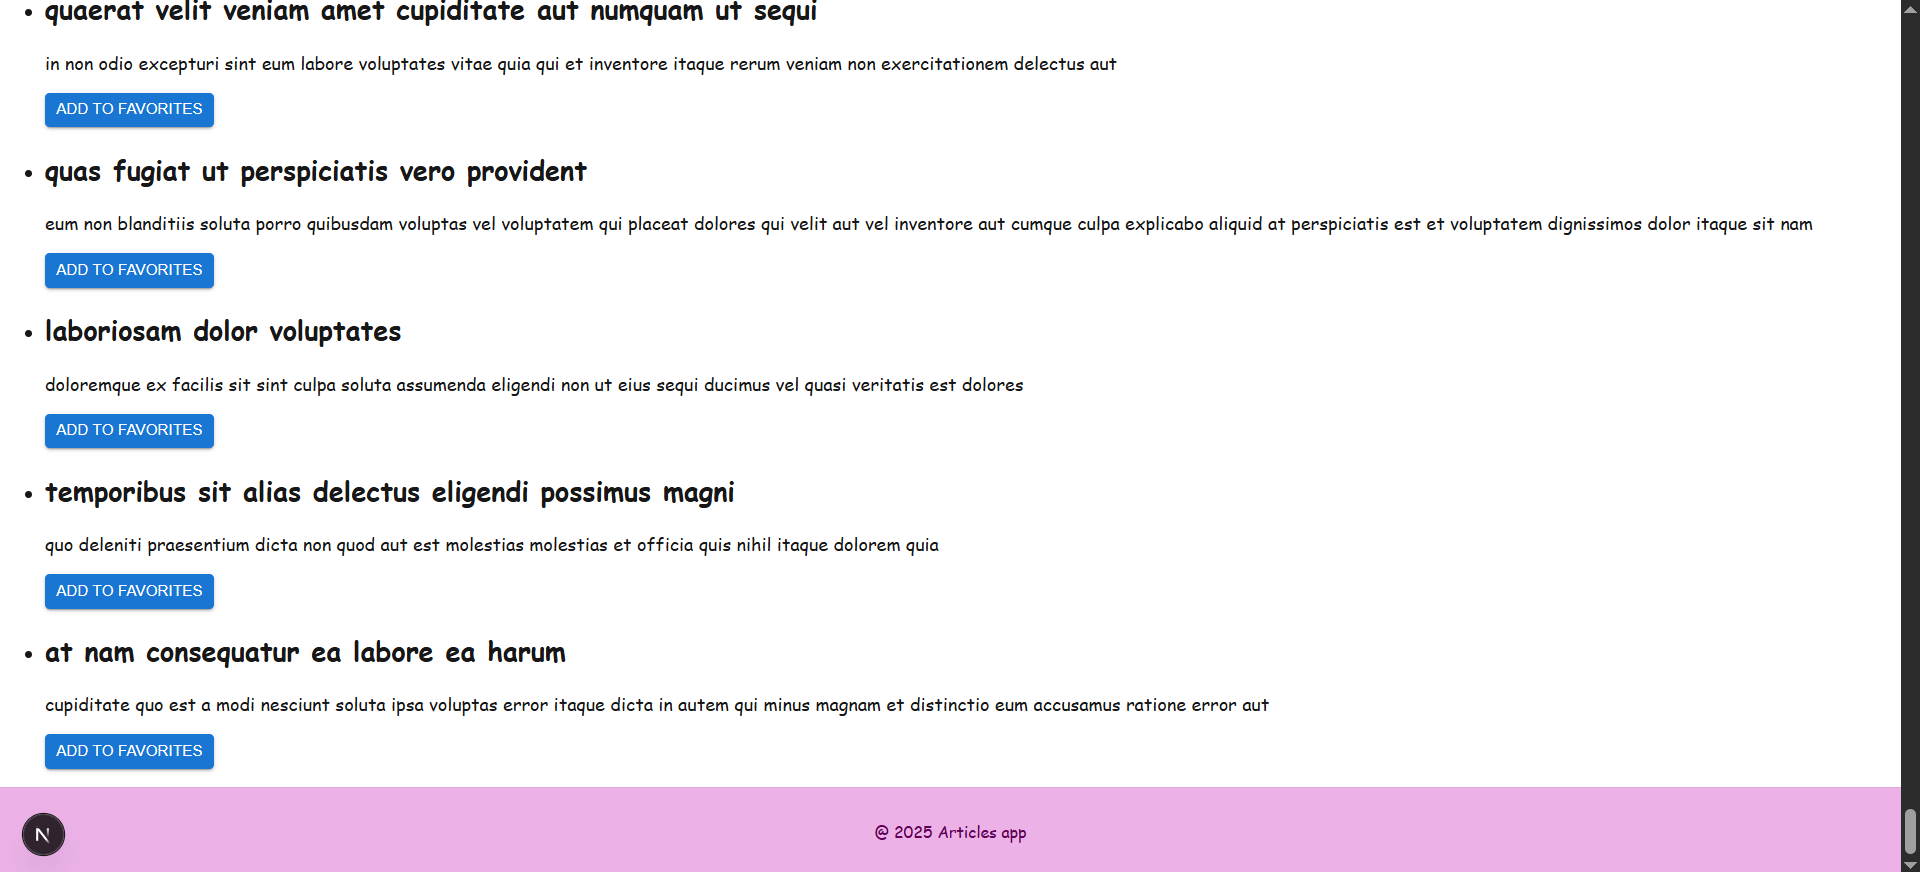 quaerat velit veniam amet cupiditate aut numquam ut sequi
in non odio excepturi sint eum labore voluptates vitae quia qui et inventore itaque rerum veniam non exercitationem delectus aut
ADD TO FAVORITES
quas fugiat ut perspiciatis vero provident
eum non blanditiis soluta porro quibusdam voluptas vel voluptatem qui placeat dolores qui velit aut vel inventore aut cumque culpa explicabo aliquid at perspiciatis est et voluptatem dignissimos dolor itaque sit nam
ADD TO FAVORITES
laboriosam dolor voluptates
doloremque ex facilis sit sint culpa soluta assumenda eligendi non ut eius sequi ducimus vel quasi veritatis est dolores
ADD TO FAVORITES
temporibus sit alias delectus eligendi possimus magni
quo deleniti praesentium dicta non quod aut est molestias molestias et officia quis nihil itaque dolorem quia
ADD TO FAVORITES
at nam consequatur ea labore ea harum
cupiditate quo est a modi nesciunt soluta ipsa voluptas error itaque dicta in autem qui minus magnam et distinctio eum accusamus ratione error aut
ADD TO FAVORITES
N
@ 2025 Articles app